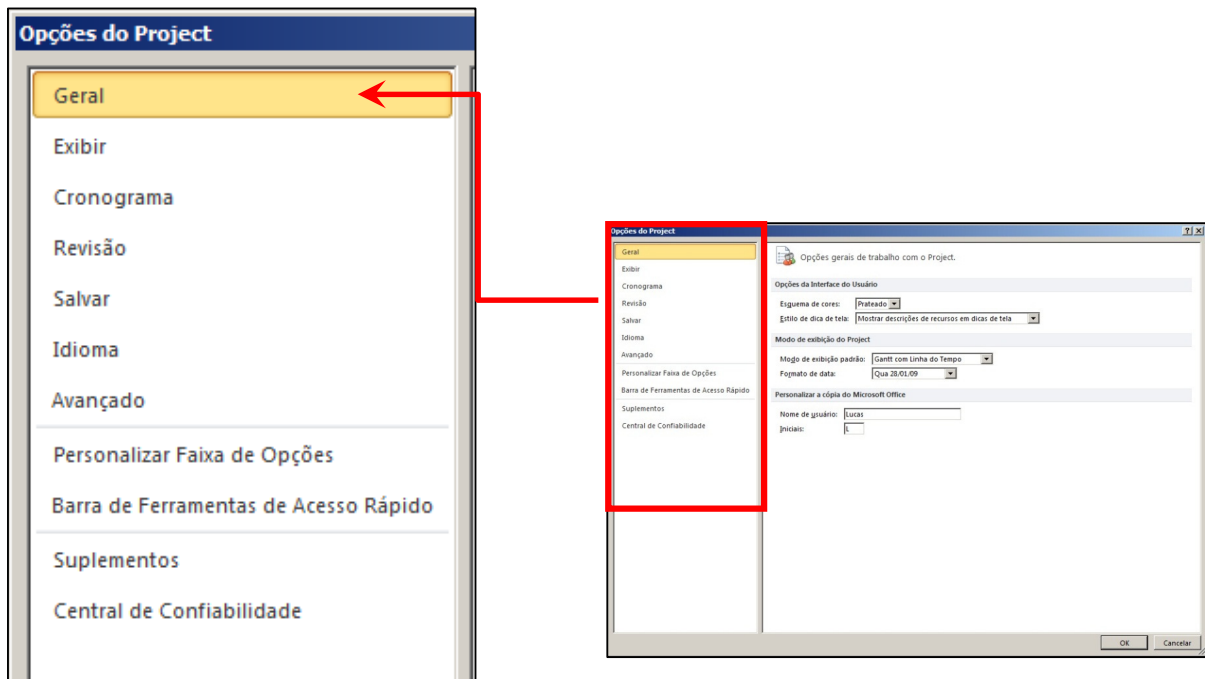 Opções do Project
Geral
Exibir
Cronograma
Revisão
Salvar
Idioma
Avançado
Personalizar Faixa de Opções
Barra de Ferramentas de Acesso Rápido
Suplementos
Central de Confiabilidade
Opções do Project
Geral
Exibir
Cronograma
Revisão
Salvar
Idioma
Avançado
Personalizar Faixa de Opções
Barra de Ferramentas de Acesso Rápido
Suplementos
Central de Confiabilidade
Opções gerais de trabalho com o Project.
Opções da Interface do Usuário
Esquema de cores: Prateado
Estilo de dica de tela: Mostrar descrições de recursos em dicas de tela
Modo de exibição do Project
Modo de exibição padrão: Gantt com Linha do Tempo
Formato de data: Qua 28/01/09
Personalizar a cópia do Microsoft Office
Nome de usuário: Lucas
Iniciais: L
OK Cancelar